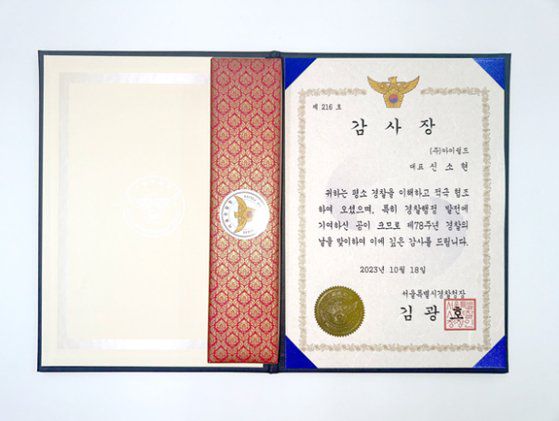 제 216 호
감 사 장
(주)마이월드
대표 신 소 현
귀하는 평소 경찰을 이해하고 적극 협조
하여 오셨으며, 특히 경찰행정 발전에
기여하신 공이 크므로 제78주년 경찰의
날을 맞이하여 이에 깊은 감사를 드립니다.
2023년 10월 18일
서울특별시경찰청장
김 광 호